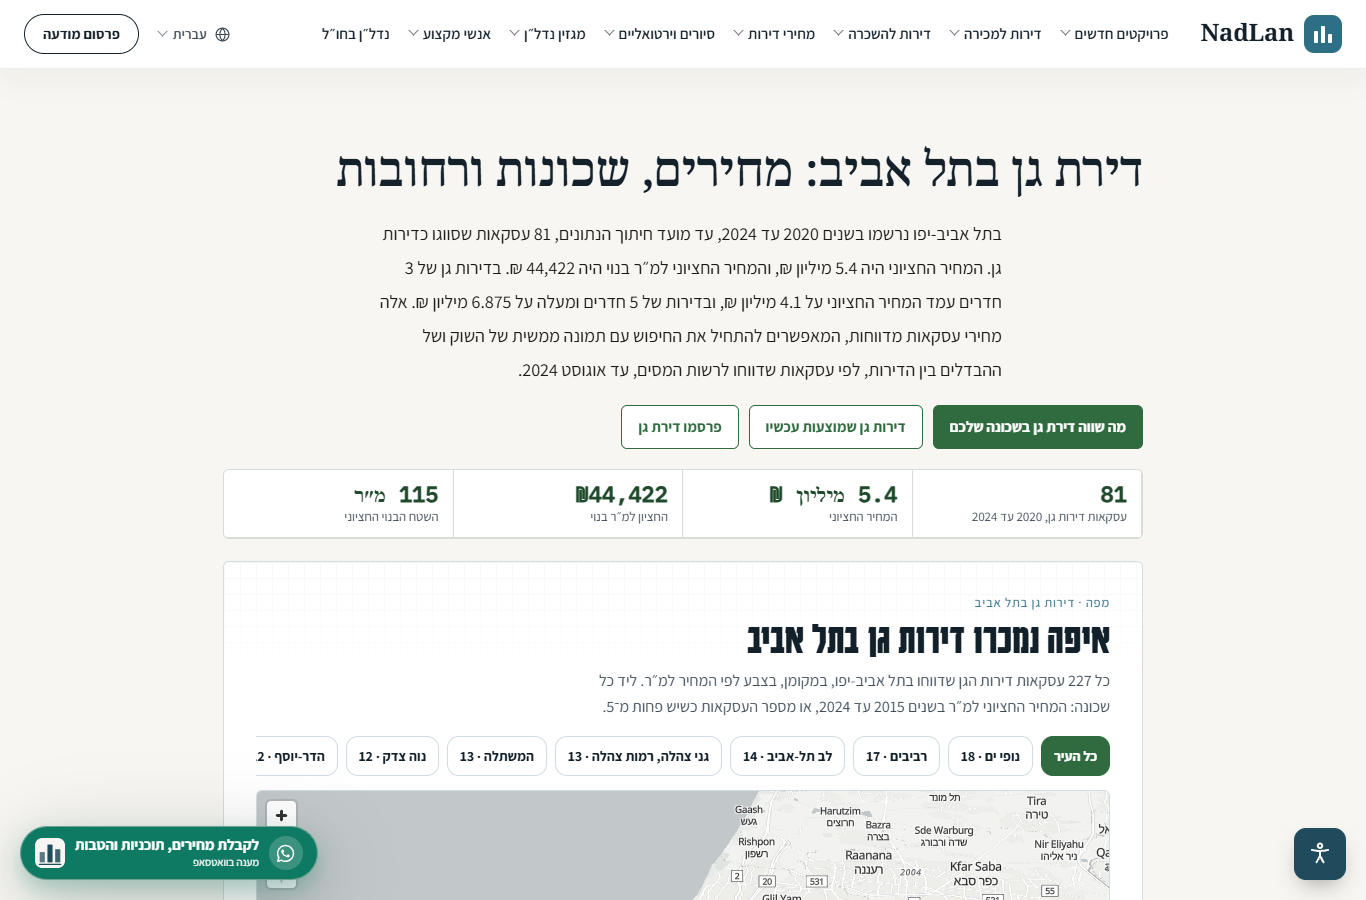 NadLan
פרויקטים חדשים
דירות למכירה
דירות להשכרה
מחירי דירות
סיורים וירטואליים
מגזין נדל״ן
אנשי מקצוע
נדל״ן בחו״ל
עברית
פרסום מודעה
דירת גן בתל אביב: מחירים, שכונות ורחובות
בתל אביב-יפו נרשמו בשנים 2020 עד 2024, עד מועד חיתוך הנתונים, 81 עסקאות שסווגו כדירות
גן. המחיר החציוני היה 5.4 מיליון ₪, והמחיר החציוני למ״ר בנוי היה 44,422 ₪. בדירות גן של 3
חדרים עמד המחיר החציוני על 4.1 מיליון ₪, ובדירות של 5 חדרים ומעלה על 6.875 מיליון ₪. אלה
מחירי עסקאות מדווחות, המאפשרים להתחיל את החיפוש עם תמונה ממשית של השוק ושל
ההבדלים בין הדירות, לפי עסקאות שדווחו לרשות המסים, עד אוגוסט 2024.
מה שווה דירת גן בשכונה שלכם
דירות גן שמוצעות עכשיו
פרסמו דירת גן
81
עסקאות דירות גן, 2020 עד 2024
5.4 מיליון ₪
המחיר החציוני
₪44,422
החציון למ״ר בנוי
115 מ״ר
השטח הבנוי החציוני
מפה · דירות גן בתל אביב
איפה נמכרו דירות גן בתל אביב
כל 227 עסקאות דירות הגן שדווחו בתל אביב-יפו, במקומן, בצבע לפי המחיר למ״ר. ליד כל
שכונה: המחיר החציוני למ״ר בשנים 2015 עד 2024, או מספר העסקאות כשיש פחות מ־5.
כל העיר
נופי ים · 18
רביבים · 17
לב תל-אביב · 14
גני צהלה, רמות צהלה · 13
המשתלה · 13
נוה צדק · 12
הדר-יוסף · 12
+
Gaash
געש
Harutzim
חרוצים
תל מונד
Tira
טירה
Bazra
בצרה
Sde Warburg
שדה ורבורג
Rishpon
רשפון
Raanana
רעננה
Kfar Saba
כפר סבא
Nir Eliyahu
ניר אליהו
2004
2
20
531
55
531
Glil Yam
לקבלת מחירים, תוכניות והטבות
מענה בוואטסאפ